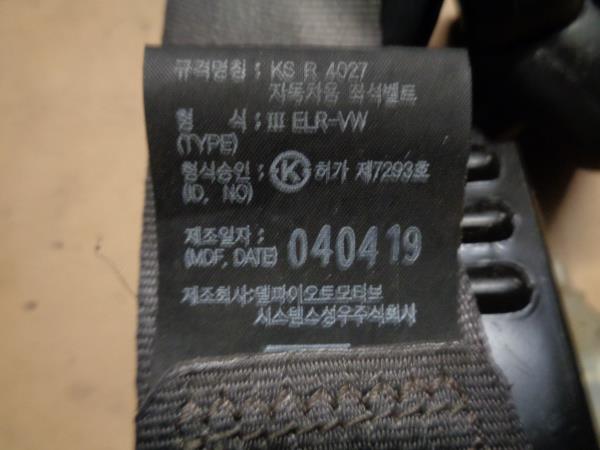 규격명칭 : KS R 4027
자동차용 좌석벨트
형 식 : III ELR-VW
(TYPE)
형식승인 : K 허가 제7293호
(ID, NO)
제조일자 : 040419
(MDF, DATE)
제조회사:델파이오토모티브
시스템스성우주식회사